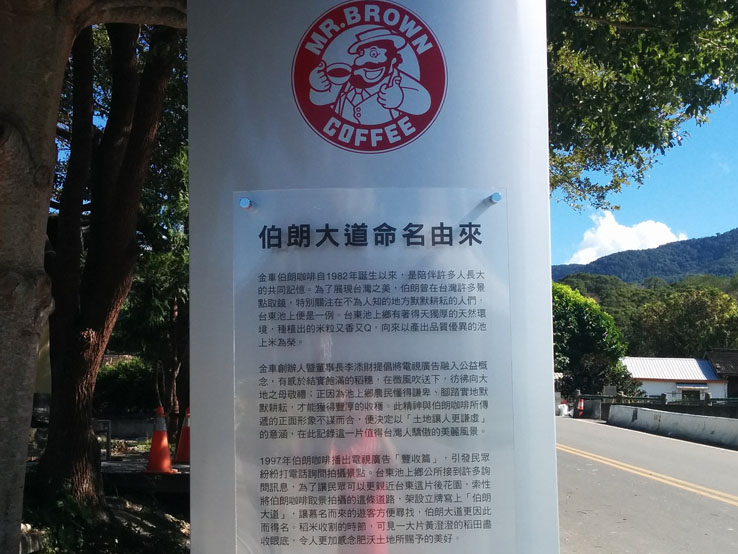 MR. BROWN
COFFEE
伯朗大道命名由來
金車伯朗咖啡自1982年誕生以來，是陪伴許多人長大
的共同記憶。為了展現台灣之美，伯朗曾在台灣許多景
點取鏡，特別關注在不為人知的地方默默耕耘的人們，
台東池上便是一例。台東池上鄉有著得天獨厚的天然環
境，種植出的米粒又香又Q，向來以產出品質優異的池
上米為榮。
金車創辦人暨董事長李添財提倡將電視廣告融入公益概
念，有感於結實飽滿的稻穗，在微風吹送下，彷彿向大
地之母敬禮；正因為池上鄉農民懂得謙卑、腳踏實地默
默耕耘，才能獲得豐厚的收穫。此精神與伯朗咖啡所傳
遞的正面形象不謀而合，便決定以「土地讓人更謙虛」
的意涵，在此記錄這一片值得台灣人驕傲的美麗風景。
1997年伯朗咖啡播出電視廣告「豐收篇」，引發民眾
紛紛打電話詢問拍攝景點。台東池上鄉公所接到許多詢
問訊息，為了讓民眾可以更親近台東這片後花園，索性
將伯朗咖啡取景拍攝的這條道路，架設立牌寫上「伯朗
大道」，讓慕名而來的遊客方便尋找，伯朗大道更因此
而得名。稻米收割的時節，可見一大片黃澄澄的稻田盡
收眼底，令人更加感念肥沃土地所賜予的美好。